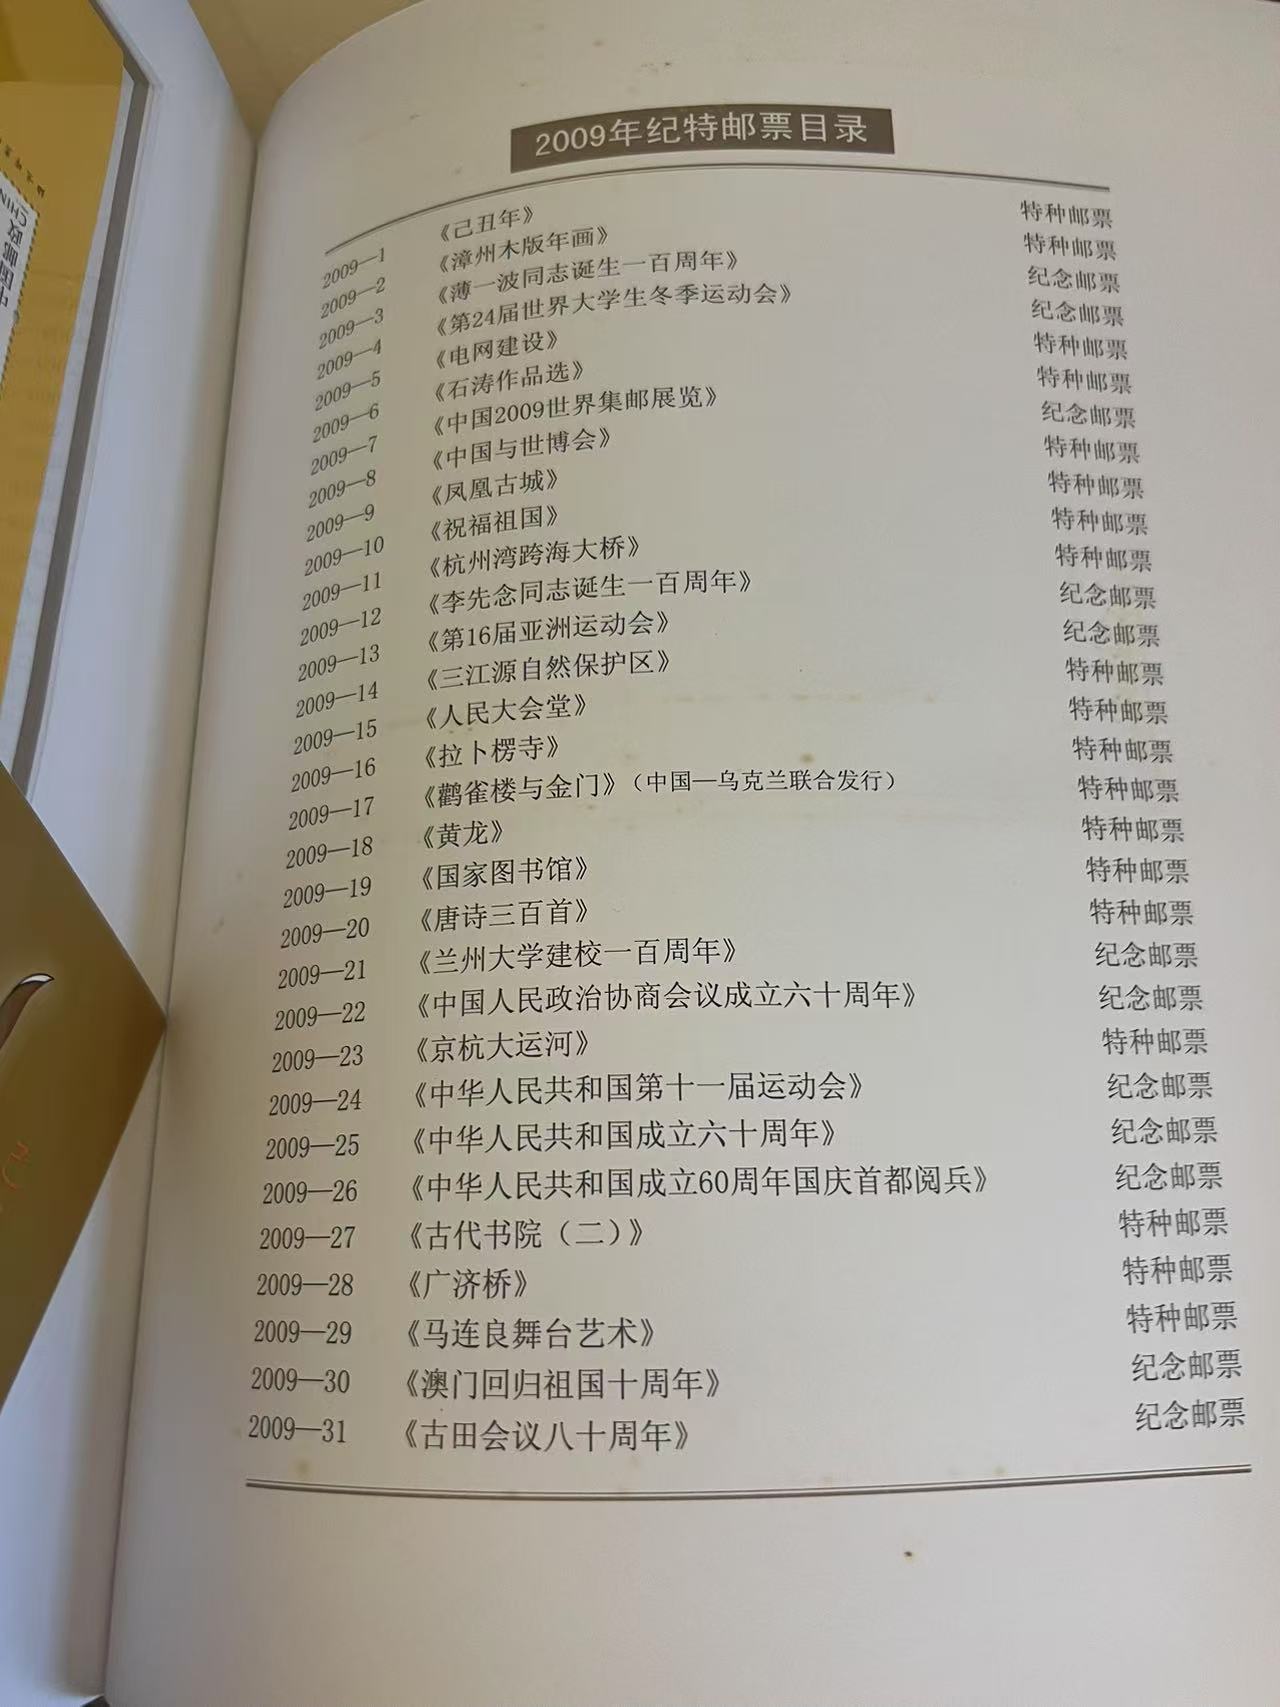 2009年纪特邮票目录
2009—1 《己丑年》 特种邮票
2009—2 《漳州木版年画》 特种邮票
2009—3 《薄一波同志诞生一百周年》 纪念邮票
2009—4 《第24届世界大学生冬季运动会》 纪念邮票
2009—5 《电网建设》 特种邮票
2009—6 《石涛作品选》 特种邮票
2009—7 《中国2009世界集邮展览》 纪念邮票
2009—8 《中国与世博会》 特种邮票
2009—9 《凤凰古城》 特种邮票
2009—10 《祝福祖国》 特种邮票
2009—11 《杭州湾跨海大桥》 特种邮票
2009—12 《李先念同志诞生一百周年》 纪念邮票
2009—13 《第16届亚洲运动会》 纪念邮票
2009—14 《三江源自然保护区》 特种邮票
2009—15 《人民大会堂》 特种邮票
2009—16 《拉卜楞寺》 特种邮票
2009—17 《鹳雀楼与金门》（中国—乌克兰联合发行） 特种邮票
2009—18 《黄龙》 特种邮票
2009—19 《国家图书馆》 特种邮票
2009—20 《唐诗三百首》 特种邮票
2009—21 《兰州大学建校一百周年》 纪念邮票
2009—22 《中国人民政治协商会议成立六十周年》 纪念邮票
2009—23 《京杭大运河》 特种邮票
2009—24 《中华人民共和国第十一届运动会》 纪念邮票
2009—25 《中华人民共和国成立六十周年》 纪念邮票
2009—26 《中华人民共和国成立60周年国庆首都阅兵》 纪念邮票
2009—27 《古代书院（二）》 特种邮票
2009—28 《广济桥》 特种邮票
2009—29 《马连良舞台艺术》 特种邮票
2009—30 《澳门回归祖国十周年》 纪念邮票
2009—31 《古田会议八十周年》 纪念邮票
中国邮政
CHIN